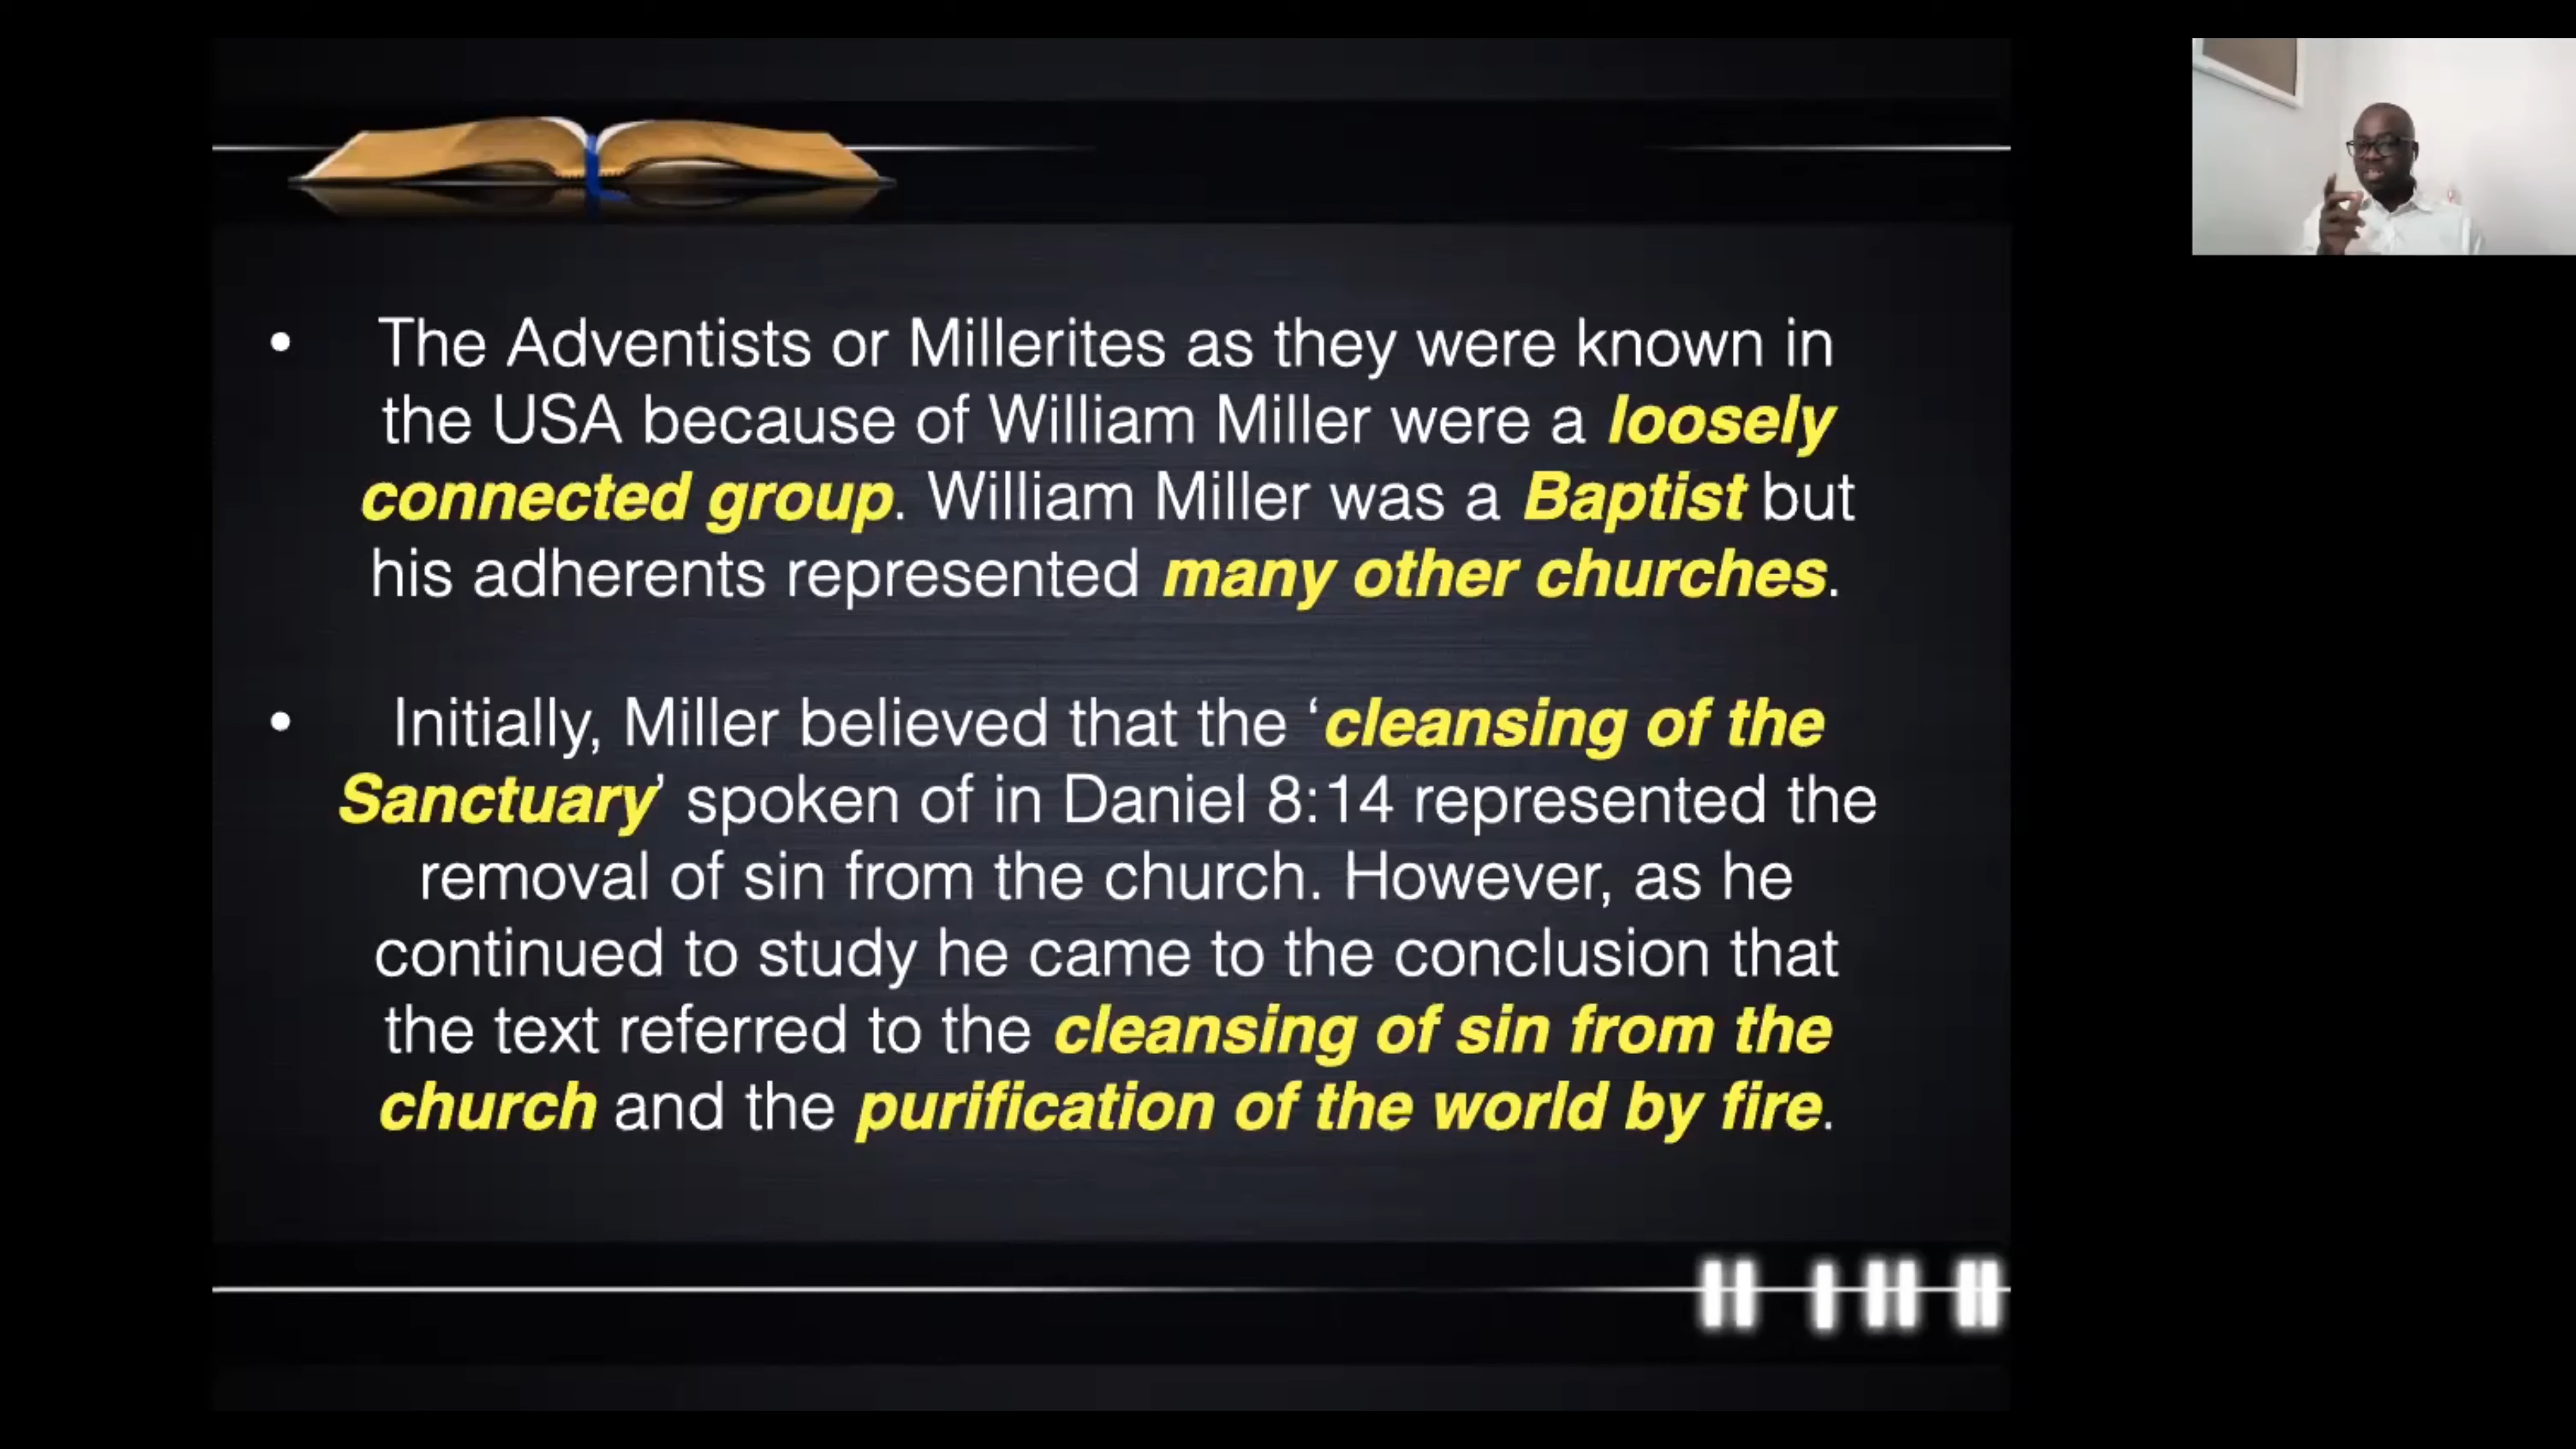 • The Adventists or Millerites as they were known in
the USA because of William Miller were a loosely
connected group. William Miller was a Baptist but
his adherents represented many other churches.
• Initially, Miller believed that the ‘cleansing of the
Sanctuary’ spoken of in Daniel 8:14 represented the
removal of sin from the church. However, as he
continued to study he came to the conclusion that
the text referred to the cleansing of sin from the
church and the purification of the world by fire.